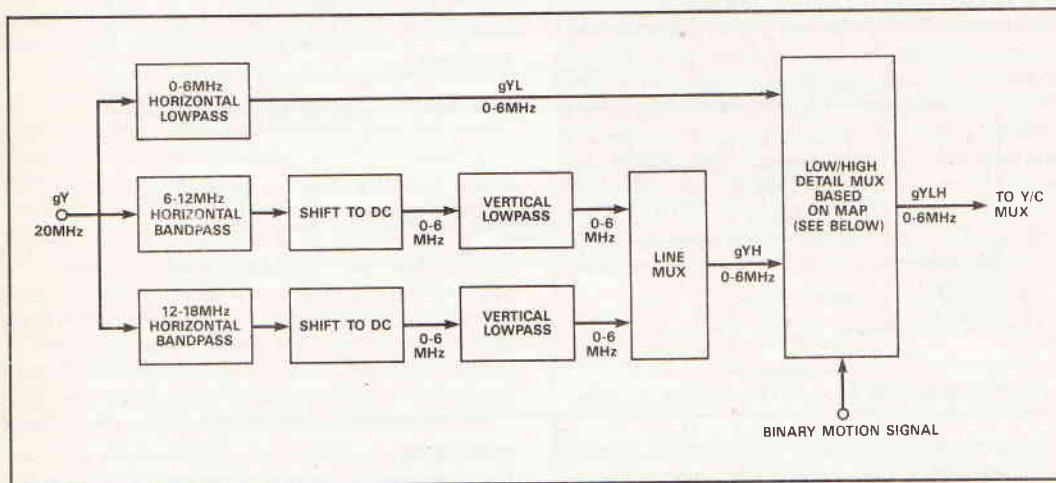 0-6MHz
HORIZONTAL
LOWPASS
gYL
0-6MHz
gY
20MHz
6-12MHz
HORIZONTAL
BANDPASS
SHIFT TO DC
0-6
MHz
VERTICAL
LOWPASS
0-6
MHz
12-18MHz
HORIZONTAL
BANDPASS
SHIFT TO DC
0-6
MHz
VERTICAL
LOWPASS
0-6
MHz
LINE
MUX
gYH
0-6MHz
LOW/HIGH
DETAIL MUX
BASED
ON MAP
(SEE BELOW)
gYLH
0-6MHz
TO Y/C
MUX
BINARY MOTION SIGNAL